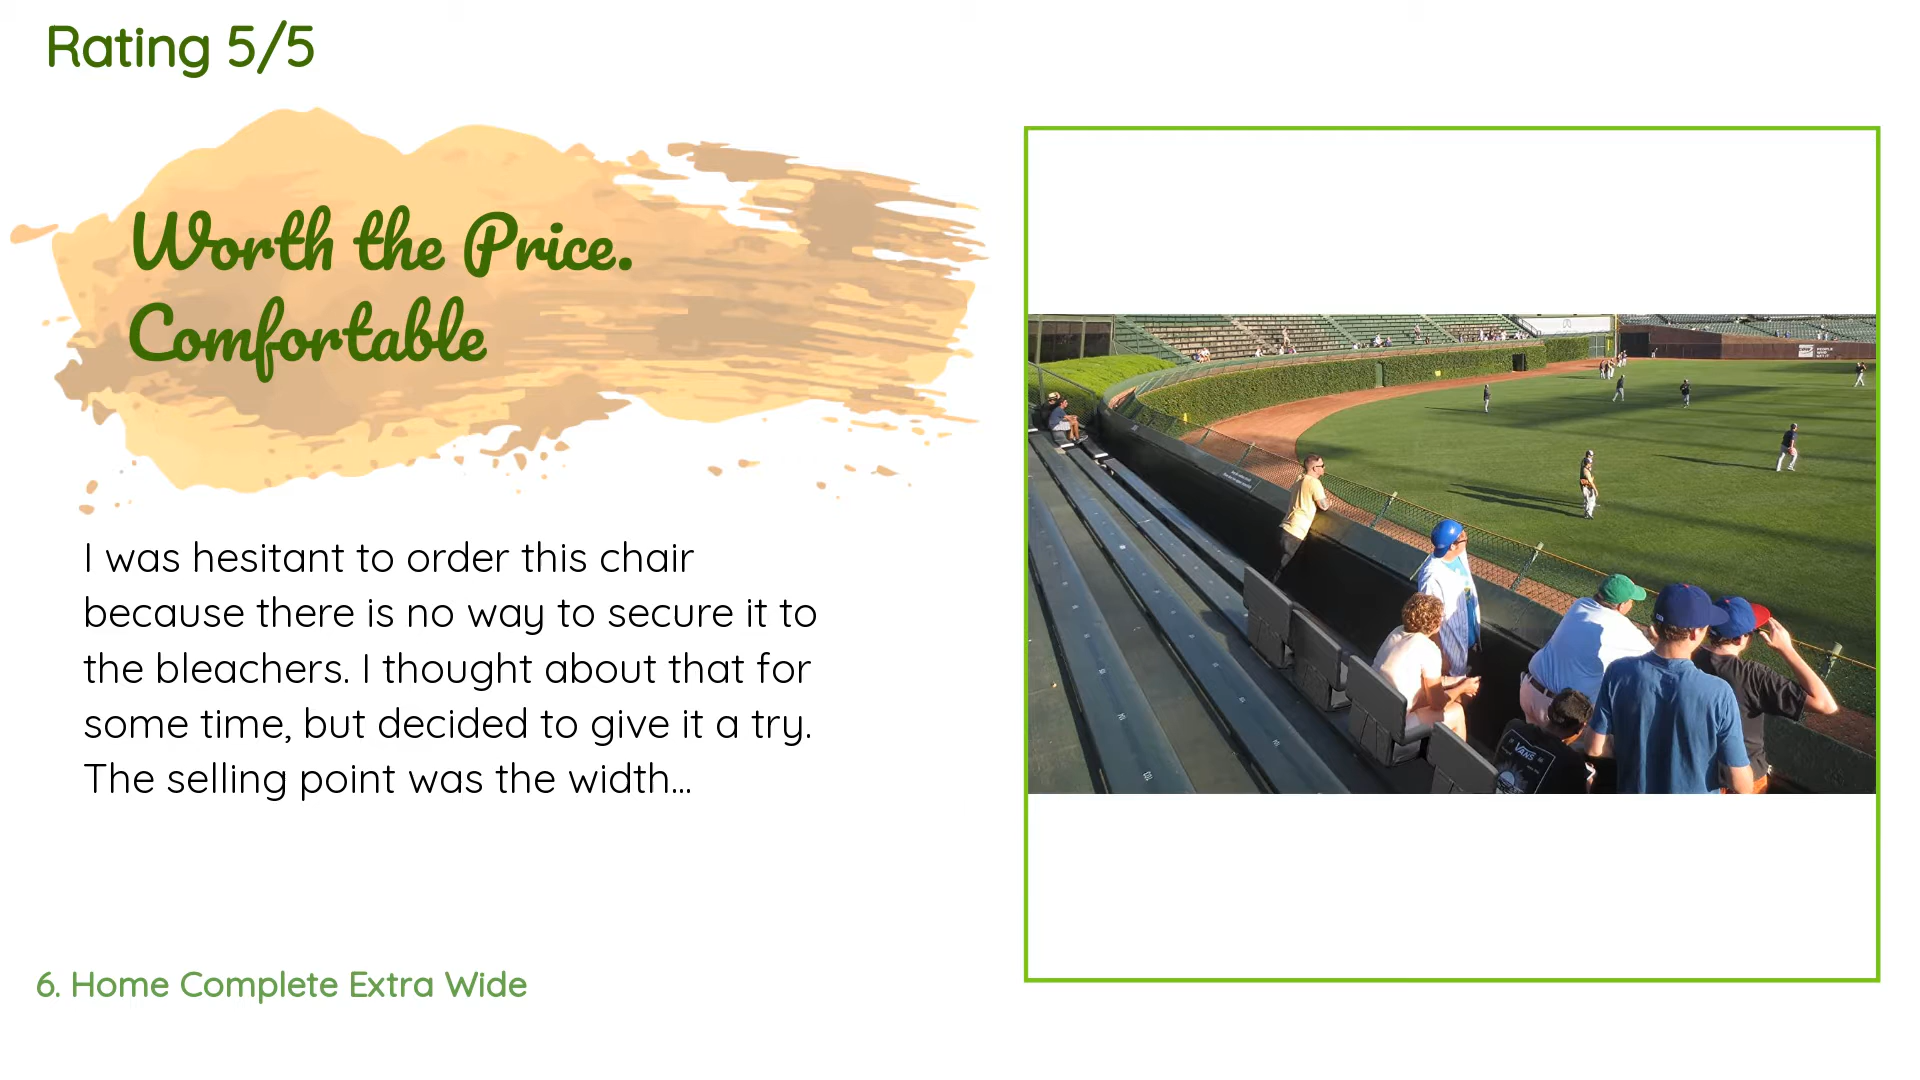 Rating 5/5
Worth the Price.
Comfortable
I was hesitant to order this chair
because there is no way to secure it to
the bleachers. I thought about that for
some time, but decided to give it a try.
The selling point was the width...
VANS
6. Home Complete Extra Wide